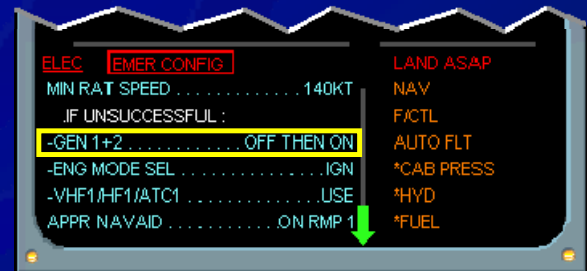 ELEC EMER CONFIG
MIN RAT SPEED . . . . . . . . . . . . . 140KT
.IF UNSUCCESSFUL :
-GEN 1+2 . . . . . . . . . . . . OFF THEN ON
-ENG MODE SEL . . . . . . . . . . . . . . . IGN
-VHF1/HF1/ATC1 . . . . . . . . . . . . . USE
APPR NAVAID . . . . . . . . . . . ON RMP 1
LAND ASAP
NAV
F/CTL
AUTO FLT
*CAB PRESS
*HYD
*FUEL